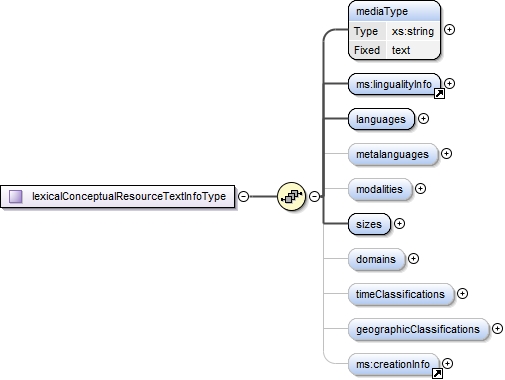 mediaType
Type xs:string
Fixed text
ms:lingualityInfo
languages
metalanguages
modalities
lexicalConceptualResourceTextInfoType
sizes
domains
timeClassifications
geographicClassifications
ms:creationInfo